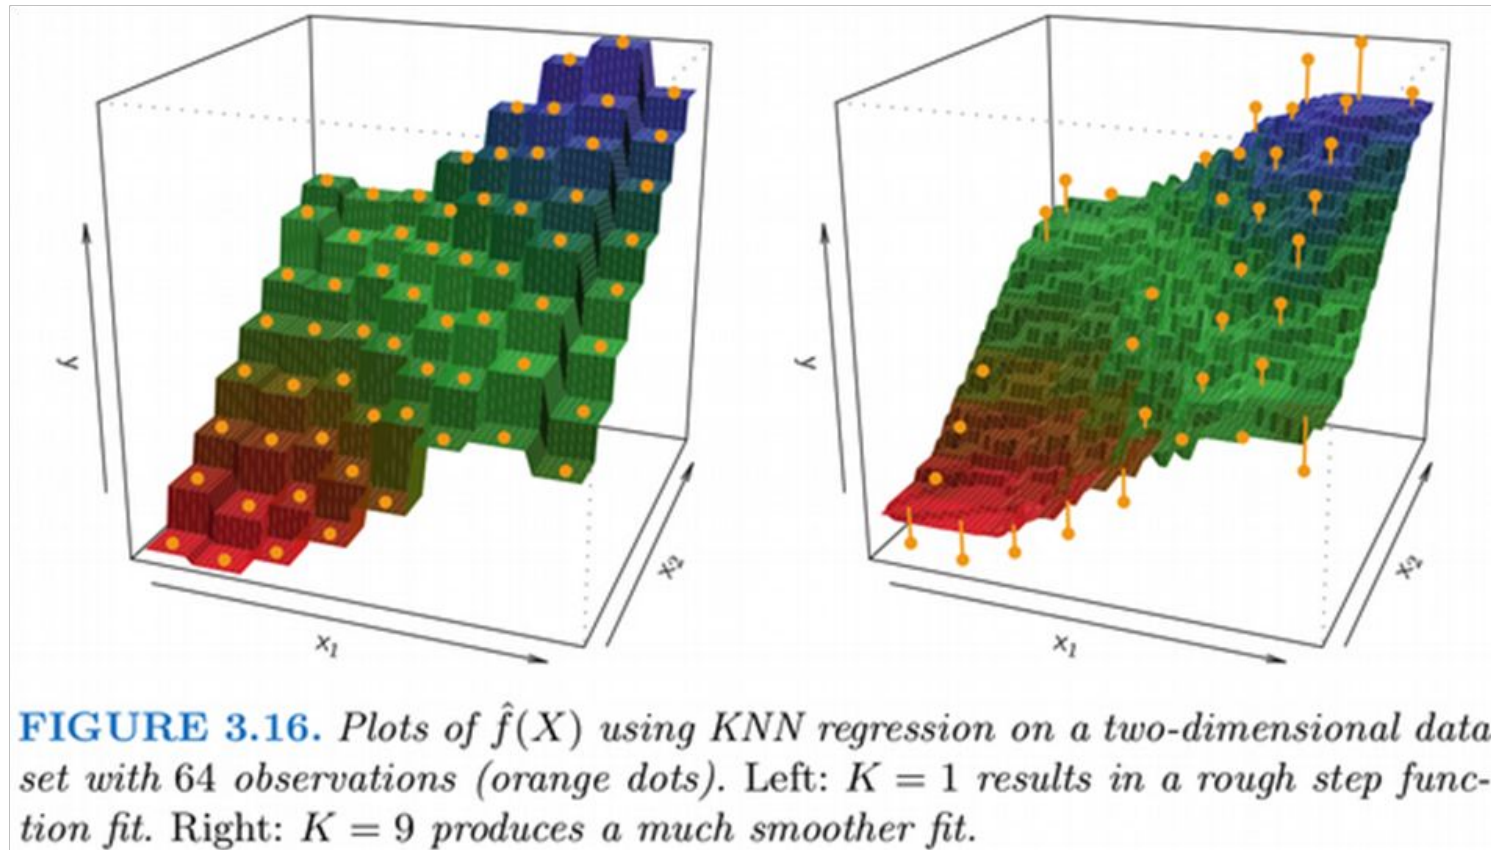 y
x1
x2
y
x1
x2
FIGURE 3.16. Plots of f̂(X) using KNN regression on a two-dimensional data
set with 64 observations (orange dots). Left: K = 1 results in a rough step func-
tion fit. Right: K = 9 produces a much smoother fit.